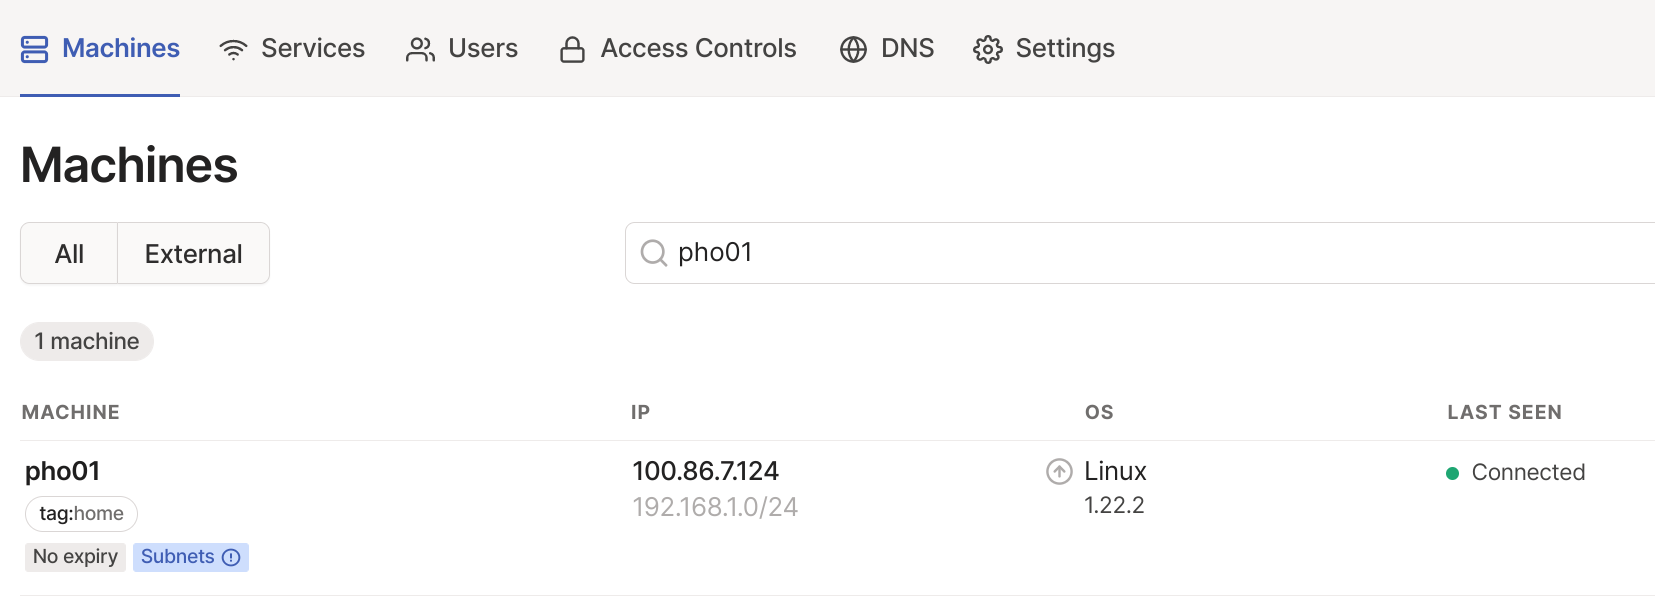 Machines Services Users Access Controls DNS Settings
Machines
All External
pho01
1 machine
MACHINE IP OS LAST SEEN
pho01 100.86.7.124 Linux Connected
192.168.1.0/24 1.22.2
tag:home
No expiry Subnets